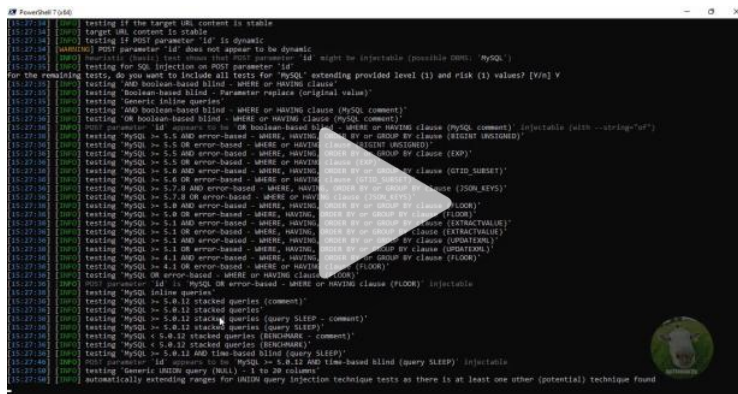 PowerShell 7 (x64)
[15:27:34] [INFO] testing if the target URL content is stable
[15:27:34] [INFO] target URL content is stable
[15:27:34] [INFO] testing if POST parameter 'id' is dynamic
[15:27:34] [WARNING] POST parameter 'id' does not appear to be dynamic
[15:27:35] [INFO] heuristic (basic) test shows that POST parameter 'id' might be injectable (possible DBMS: 'MySQL')
[15:27:35] [INFO] testing for SQL injection on POST parameter 'id'
for the remaining tests, do you want to include all tests for 'MySQL' extending provided level (1) and risk (1) values? [Y/n] Y
[15:27:35] [INFO] testing 'AND boolean-based blind - WHERE or HAVING clause'
[15:27:35] [INFO] testing 'Boolean-based blind - Parameter replace (original value)'
[15:27:35] [INFO] testing 'Generic inline queries'
[15:27:35] [INFO] testing 'AND boolean-based blind - WHERE or HAVING clause (MySQL comment)'
[15:27:36] [INFO] testing 'OR boolean-based blind - WHERE or HAVING clause (MySQL comment)'
[15:27:36] [INFO] POST parameter 'id' appears to be 'OR boolean-based blind - WHERE or HAVING clause (MySQL comment)' injectable (with --string="of")
[15:27:36] [INFO] testing 'MySQL >= 5.5 AND error-based - WHERE, HAVING, ORDER BY or GROUP BY clause (BIGINT UNSIGNED)'
[15:27:36] [INFO] testing 'MySQL >= 5.5 OR error-based - WHERE or HAVING clause (BIGINT UNSIGNED)'
[15:27:36] [INFO] testing 'MySQL >= 5.5 AND error-based - WHERE, HAVING, ORDER BY or GROUP BY clause (EXP)'
[15:27:36] [INFO] testing 'MySQL >= 5.5 OR error-based - WHERE or HAVING clause (EXP)'
[15:27:36] [INFO] testing 'MySQL >= 5.6 AND error-based - WHERE, HAVING, ORDER BY or GROUP BY clause (GTID_SUBSET)'
[15:27:36] [INFO] testing 'MySQL >= 5.6 OR error-based - WHERE or HAVING clause (GTID_SUBSET)'
[15:27:36] [INFO] testing 'MySQL >= 5.7.8 AND error-based - WHERE, HAVING, ORDER BY or GROUP BY clause (JSON_KEYS)'
[15:27:36] [INFO] testing 'MySQL >= 5.7.8 OR error-based - WHERE or HAVING clause (JSON_KEYS)'
[15:27:36] [INFO] testing 'MySQL >= 5.0 AND error-based - WHERE, HAVING, ORDER BY or GROUP BY clause (FLOOR)'
[15:27:36] [INFO] testing 'MySQL >= 5.0 OR error-based - WHERE, HAVING, ORDER BY or GROUP BY clause (FLOOR)'
[15:27:36] [INFO] testing 'MySQL >= 5.1 AND error-based - WHERE, HAVING, ORDER BY or GROUP BY clause (EXTRACTVALUE)'
[15:27:36] [INFO] testing 'MySQL >= 5.1 OR error-based - WHERE, HAVING, ORDER BY or GROUP BY clause (EXTRACTVALUE)'
[15:27:36] [INFO] testing 'MySQL >= 5.1 AND error-based - WHERE, HAVING, ORDER BY or GROUP BY clause (UPDATEXML)'
[15:27:36] [INFO] testing 'MySQL >= 5.1 OR error-based - WHERE, HAVING, ORDER BY or GROUP BY clause (UPDATEXML)'
[15:27:36] [INFO] testing 'MySQL >= 4.1 AND error-based - WHERE, HAVING, ORDER BY or GROUP BY clause (FLOOR)'
[15:27:36] [INFO] testing 'MySQL >= 4.1 OR error-based - WHERE or HAVING clause (FLOOR)'
[15:27:36] [INFO] testing 'MySQL OR error-based - WHERE or HAVING clause (FLOOR)'
[15:27:36] [INFO] POST parameter 'id' is 'MySQL OR error-based - WHERE or HAVING clause (FLOOR)' injectable
[15:27:36] [INFO] testing 'MySQL inline queries'
[15:27:36] [INFO] testing 'MySQL >= 5.0.12 stacked queries (comment)'
[15:27:36] [INFO] testing 'MySQL >= 5.0.12 stacked queries'
[15:27:36] [INFO] testing 'MySQL >= 5.0.12 stacked queries (query SLEEP - comment)'
[15:27:36] [INFO] testing 'MySQL >= 5.0.12 stacked queries (query SLEEP)'
[15:27:36] [INFO] testing 'MySQL < 5.0.12 stacked queries (BENCHMARK - comment)'
[15:27:36] [INFO] testing 'MySQL < 5.0.12 stacked queries (BENCHMARK)'
[15:27:36] [INFO] testing 'MySQL >= 5.0.12 AND time-based blind (query SLEEP)'
[15:27:49] [INFO] POST parameter 'id' appears to be 'MySQL >= 5.0.12 AND time-based blind (query SLEEP)' injectable
[15:27:50] [INFO] testing 'Generic UNION query (NULL) - 1 to 20 columns'
[15:27:50] [INFO] automatically extending ranges for UNION query injection technique tests as there is at least one other (potential) technique found